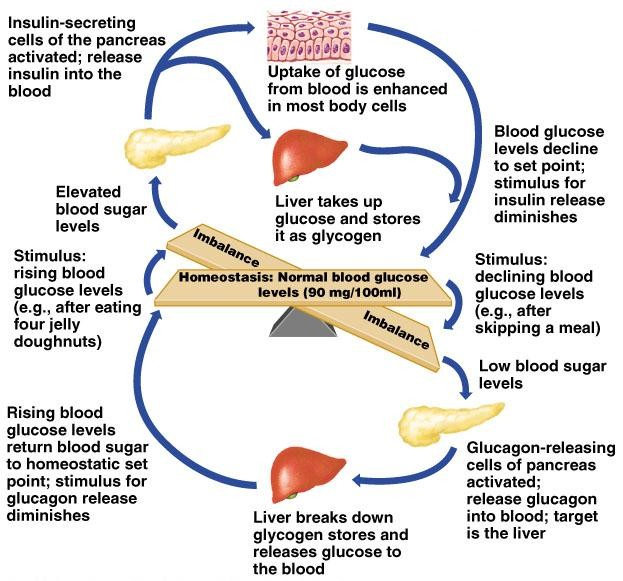 Insulin-secreting
cells of the pancreas
activated; release
insulin into the
blood
Uptake of glucose
from blood is enhanced
in most body cells
Blood glucose
levels decline
to set point;
stimulus for
insulin release
diminishes
Elevated
blood sugar
levels
Liver takes up
glucose and stores
it as glycogen
Stimulus:
rising blood
glucose levels
(e.g., after eating
four jelly
doughnuts)
Imbalance
Homeostasis: Normal blood glucose
levels (90 mg/100ml)
Imbalance
Stimulus:
declining blood
glucose levels
(e.g., after
skipping a meal)
Low blood sugar
levels
Rising blood
glucose levels
return blood sugar
to homeostatic set
point; stimulus for
glucagon release
diminishes
Glucagon-releasing
cells of pancreas
activated;
release glucagon
into blood; target
is the liver
Liver breaks down
glycogen stores and
releases glucose to
the blood